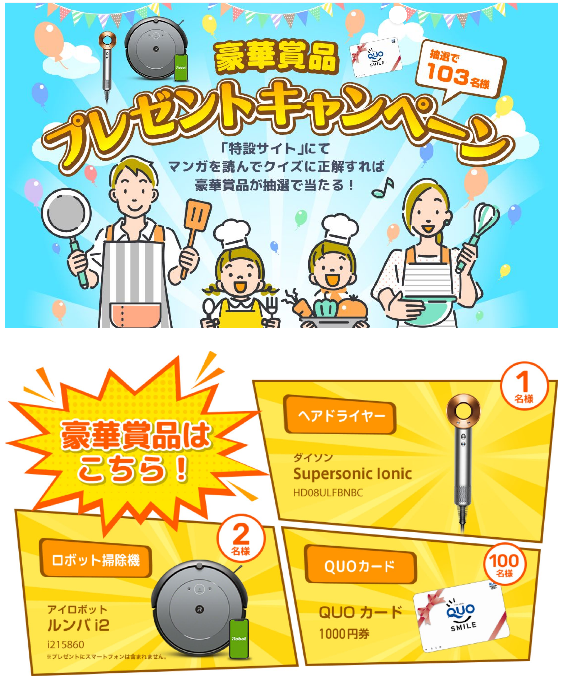 豪華賞品
抽選で
103名様
プレゼントキャンペーン
「特設サイト」にて
マンガを読んでクイズに正解すれば
豪華賞品が抽選で当たる！
QUO
SMILE
豪華賞品は
こちら！
1
名様
ヘアドライヤー
ダイソン
Supersonic Ionic
HD08ULFBNBC
2
名様
ロボット掃除機
アイロボット
ルンバ i2
i215860
※プレゼントにスマートフォンは含まれません。
iRobot
100
名様
QUOカード
QUO カード
1000円券
QUO
SMILE